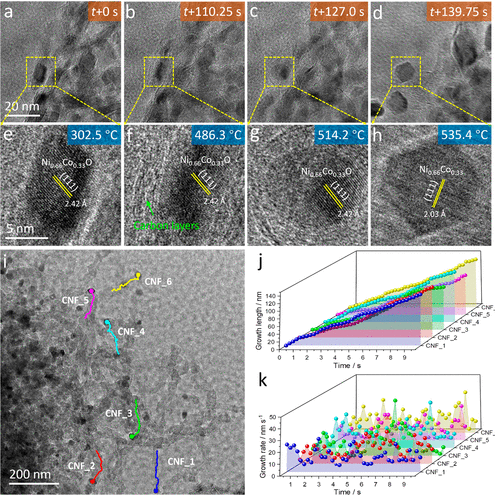 a
t+0 s
b
t+110.25 s
c
t+127.0 s
d
t+139.75 s
20 nm
e
302.5 °C
f
486.3 °C
g
514.2 °C
h
535.4 °C
Ni0.66Co0.33O
(111)
2.42 Å
5 nm
Ni0.66Co0.33O
(111)
2.42 Å
Carbon layers
Ni0.66Co0.33O
(111)
2.42 Å
Ni0.66Co0.33
(111)
2.03 Å
i
CNF_6
CNF_5
CNF_4
CNF_3
CNF_2
CNF_1
200 nm
j
Growth length / nm
140
120
100
80
60
40
20
0
0 1 2 3 4 5 6 7 8 9
Time / s
CNF_1
CNF_2
CNF_3
CNF_4
CNF_5
k
Growth rate / nm s-1
50
40
30
20
10
0
1 2 3 4 5 6 7 8 9
Time / s
CNF_1
CNF_2
CNF_3
CNF_4
CNF_5